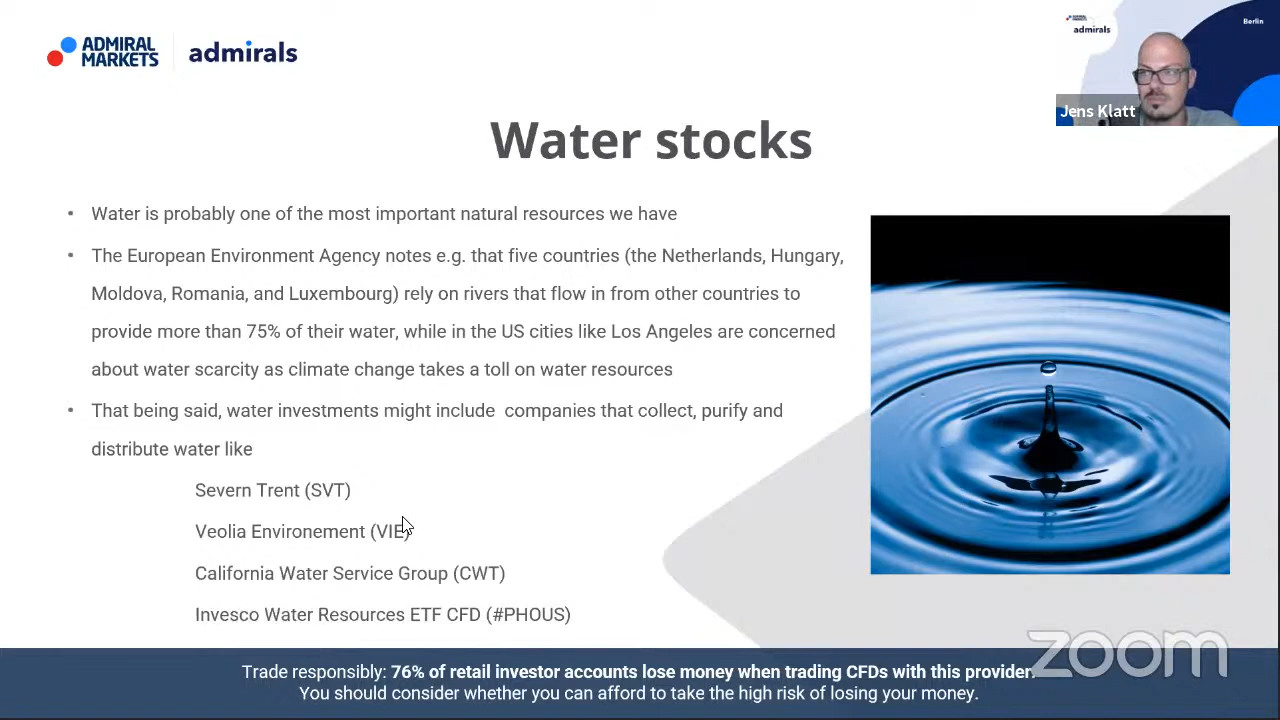 ADMIRAL
MARKETS
admirals
admirals
Berlin
Jens Klatt
Water stocks
• Water is probably one of the most important natural resources we have
• The European Environment Agency notes e.g. that five countries (the Netherlands, Hungary,
Moldova, Romania, and Luxembourg) rely on rivers that flow in from other countries to
provide more than 75% of their water, while in the US cities like Los Angeles are concerned
about water scarcity as climate change takes a toll on water resources
• That being said, water investments might include companies that collect, purify and
distribute water like
Severn Trent (SVT)
Veolia Environement (VIE)
California Water Service Group (CWT)
Invesco Water Resources ETF CFD (#PHOUS)
zoom
Trade responsibly: 76% of retail investor accounts lose money when trading CFDs with this provider.
You should consider whether you can afford to take the high risk of losing your money.